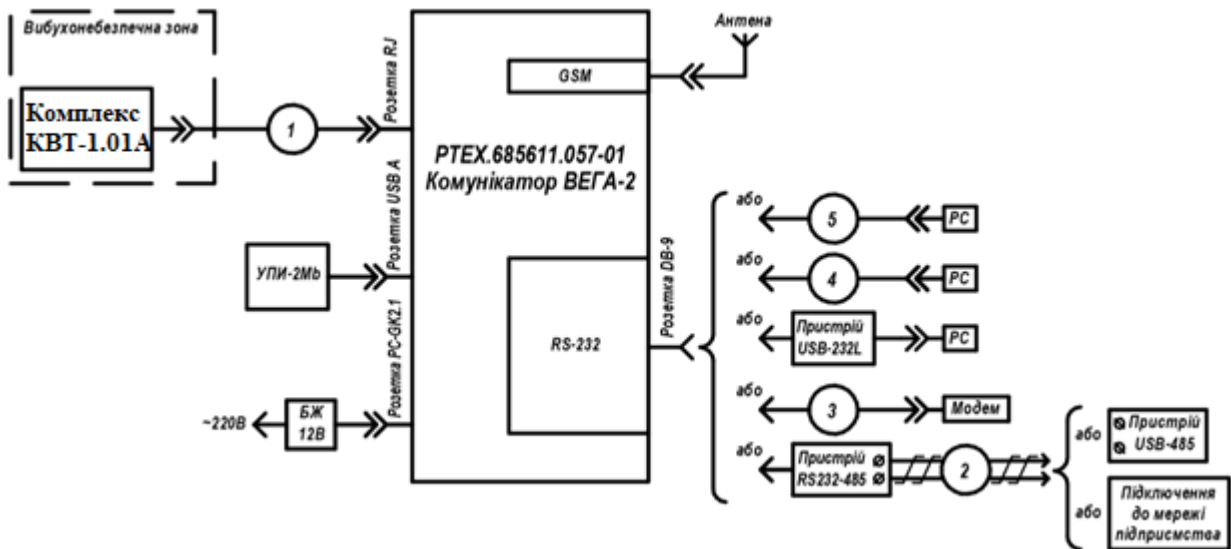 Вибухонебезпечна зона
Комплекс
КВТ-1.01А
1
Розетка RJ
GSM
Антена
PTEX.685611.057-01
Комунікатор ВЕГА-2
УПИ-2Mb
Розетка USB A
~220В
БЖ
12В
Розетка PC-GK2.1
RS-232
Розетка DB-9
або
5
PC
або
4
PC
або
Пристрій
USB-232L
PC
або
3
Модем
або
Пристрій
RS232-485
2
або
Пристрій
USB-485
або
Підключення
до мережі
підприємства